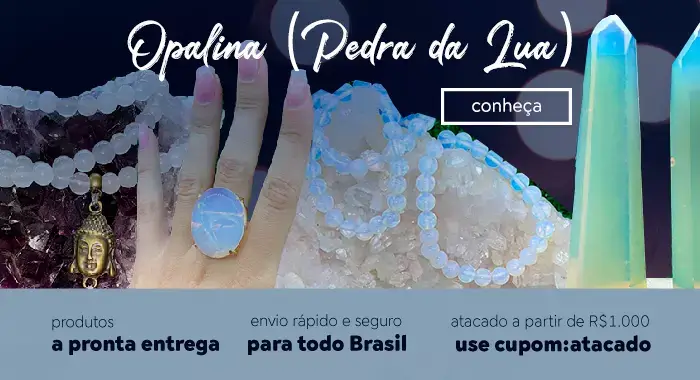 Opalina (Pedra da Lua)
conheça
produtos
a pronta entrega
envio rápido e seguro
para todo Brasil
atacado a partir de R$1.000
use cupom:atacado